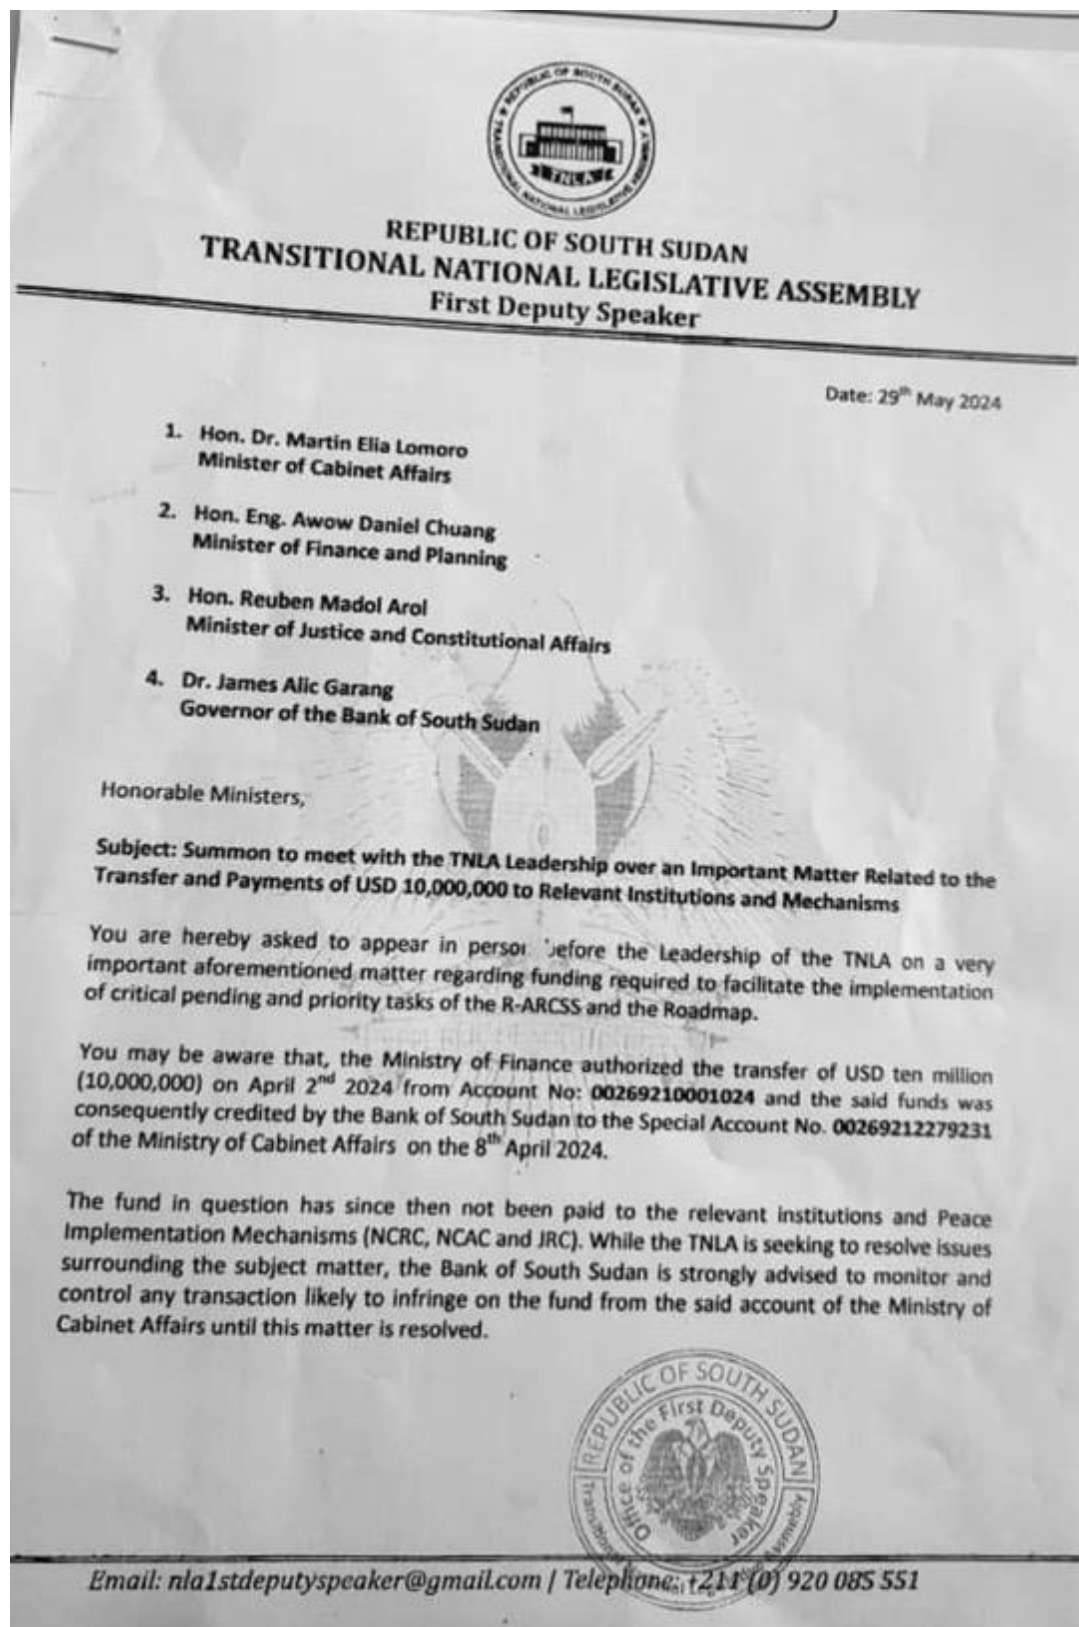 REPUBLIC OF SOUTH SUDAN
TRANSITIONAL NATIONAL LEGISLATIVE ASSEMBLY
TNLA
REPUBLIC OF SOUTH SUDAN
TRANSITIONAL NATIONAL LEGISLATIVE ASSEMBLY
First Deputy Speaker
Date: 29th May 2024
1. Hon. Dr. Martin Elia Lomoro
Minister of Cabinet Affairs
2. Hon. Eng. Awow Daniel Chuang
Minister of Finance and Planning
3. Hon. Reuben Madol Arol
Minister of Justice and Constitutional Affairs
4. Dr. James Alic Garang
Governor of the Bank of South Sudan
Honorable Ministers,
Subject: Summon to meet with the TNLA Leadership over an Important Matter Related to the
Transfer and Payments of USD 10,000,000 to Relevant Institutions and Mechanisms
You are hereby asked to appear in person before the Leadership of the TNLA on a very
important aforementioned matter regarding funding required to facilitate the implementation
of critical pending and priority tasks of the R-ARCSS and the Roadmap.
You may be aware that, the Ministry of Finance authorized the transfer of USD ten million
(10,000,000) on April 2nd 2024 from Account No: 00269210001024 and the said funds was
consequently credited by the Bank of South Sudan to the Special Account No. 00269212279231
of the Ministry of Cabinet Affairs on the 8th April 2024.
The fund in question has since then not been paid to the relevant institutions and Peace
Implementation Mechanisms (NCRC, NCAC and JRC). While the TNLA is seeking to resolve issues
surrounding the subject matter, the Bank of South Sudan is strongly advised to monitor and
control any transaction likely to infringe on the fund from the said account of the Ministry of
Cabinet Affairs until this matter is resolved.
REPUBLIC OF SOUTH SUDAN
Office of the First Deputy Speaker
Transitional Assembly
Email: nla1stdeputyspeaker@gmail.com | Telephone: +211 (0) 920 085 551